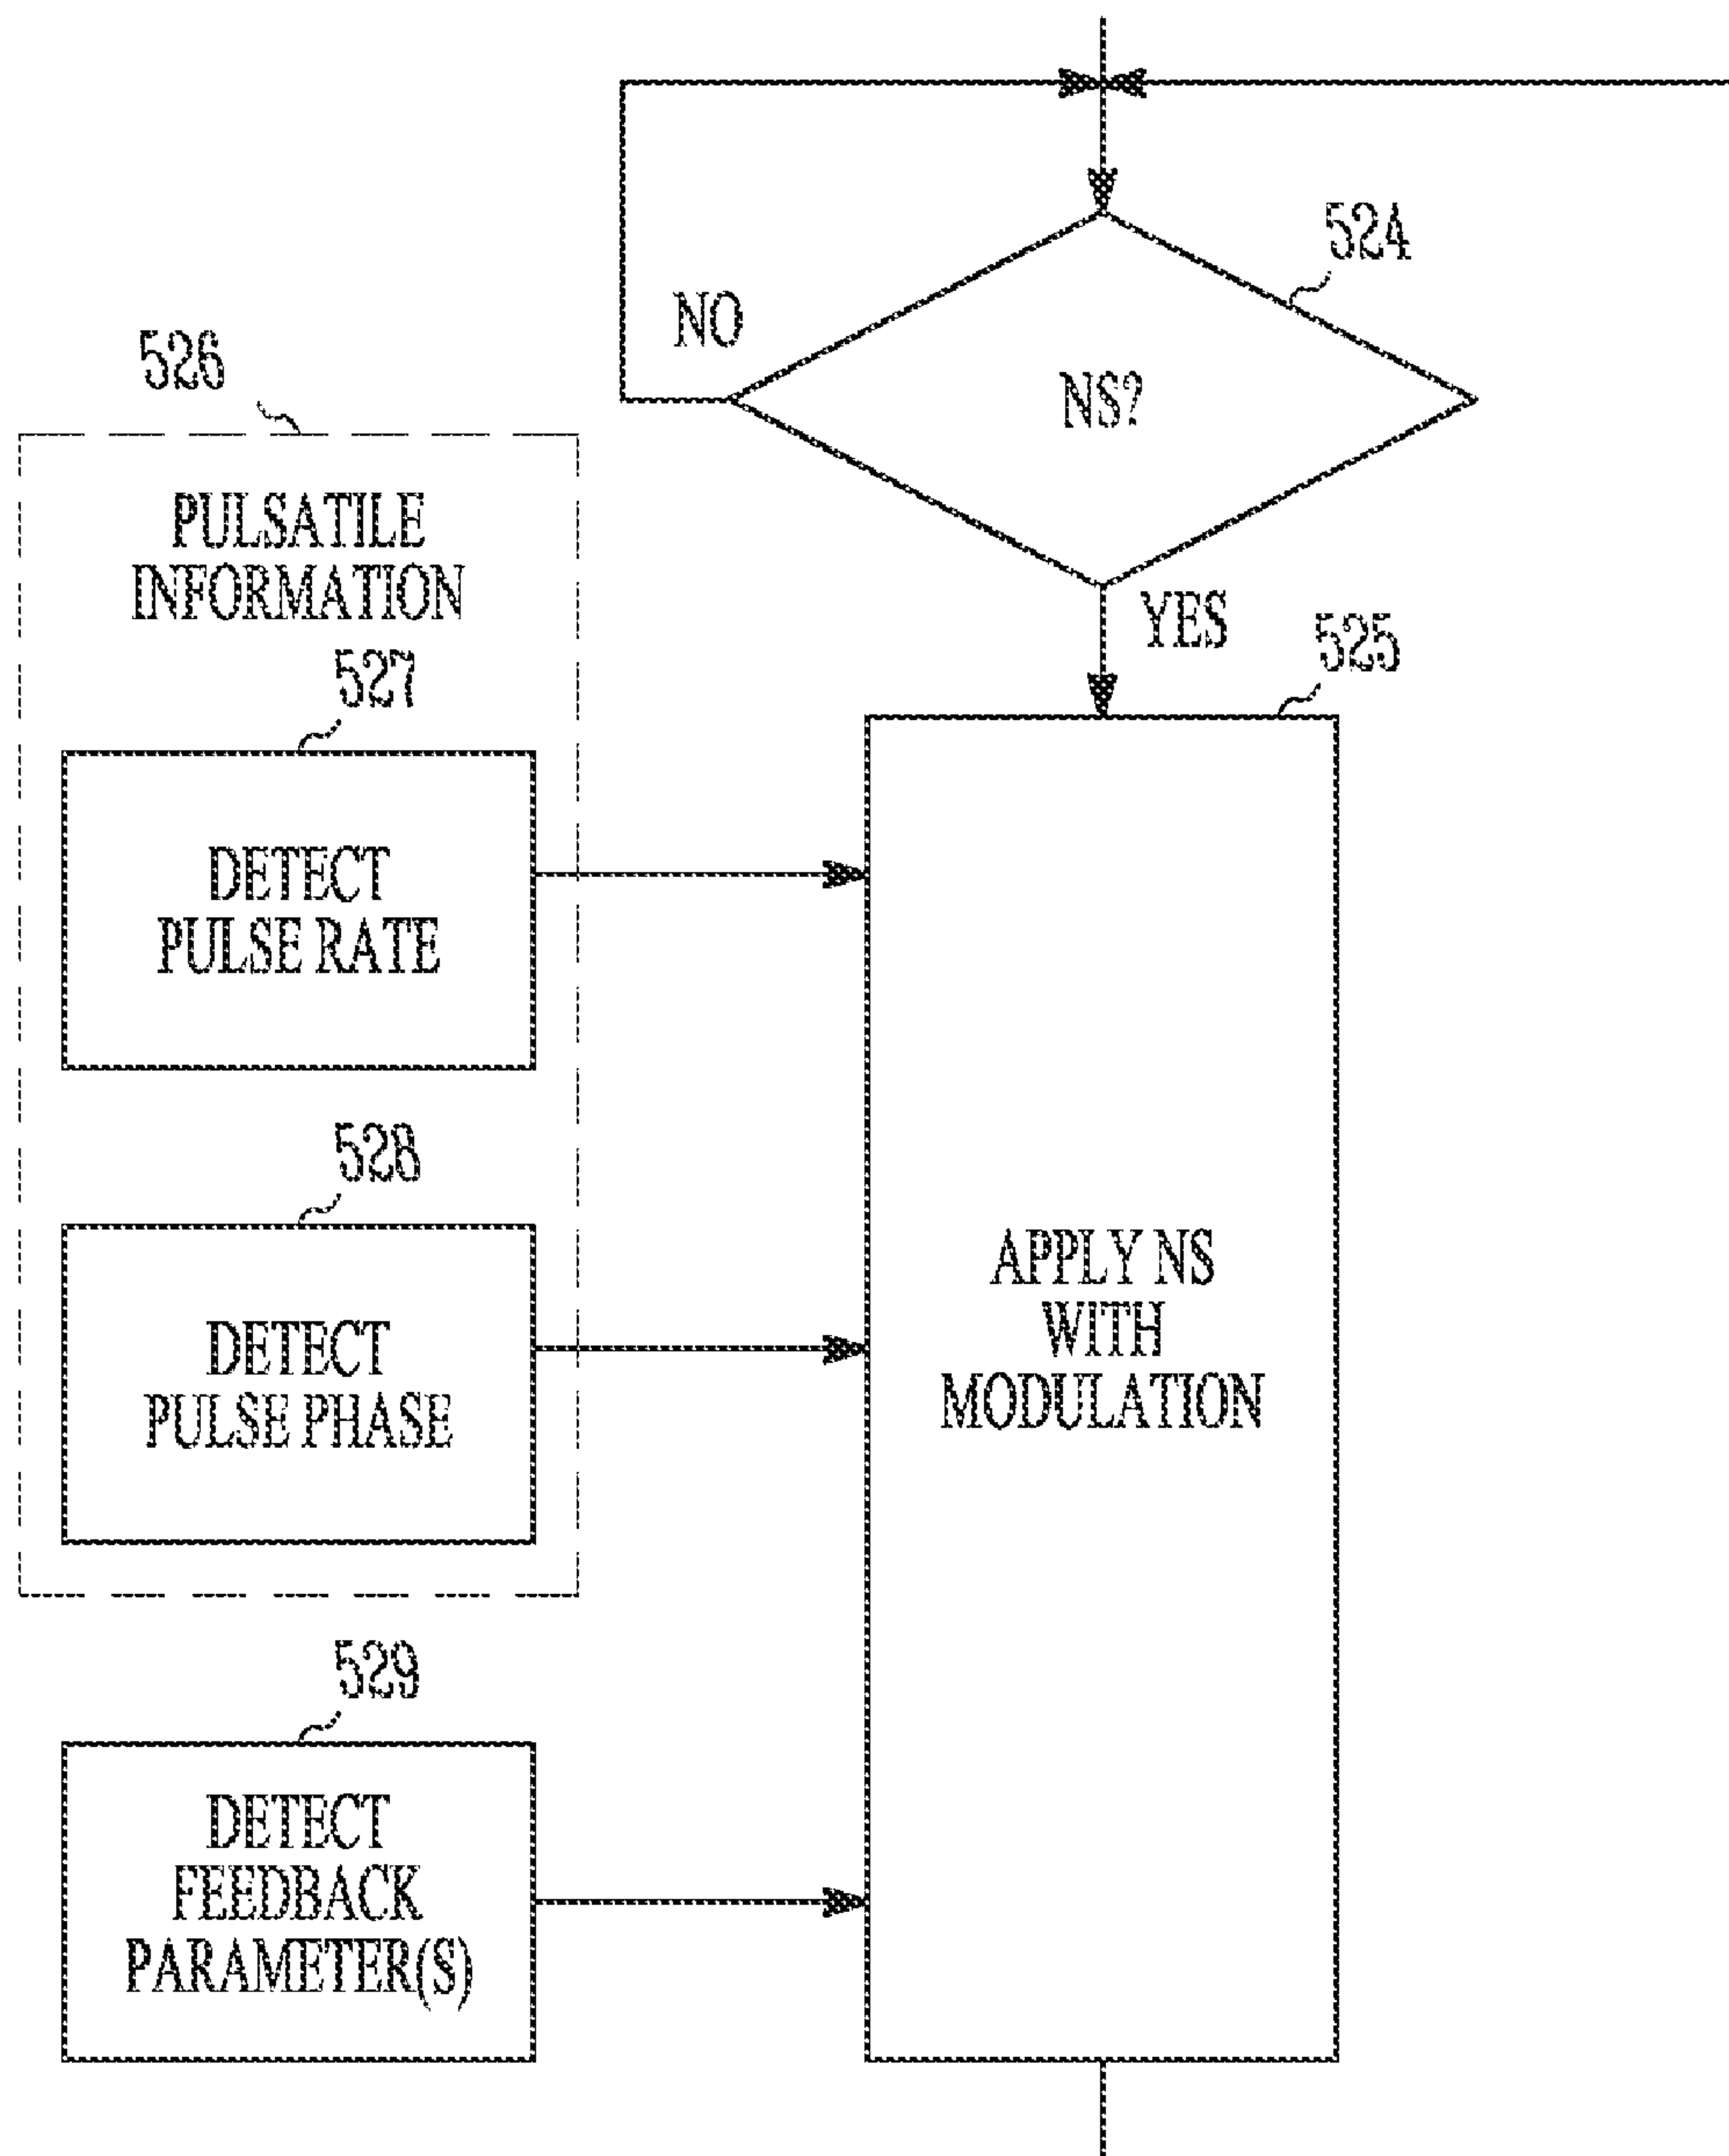 524
NO
NS?
526
PULSATILE
INFORMATION
YES
525
527
DETECT
PULSE RATE
528
DETECT
PULSE PHASE
APPLY NS
WITH
MODULATION
529
DETECT
FEEDBACK
PARAMETER(S)